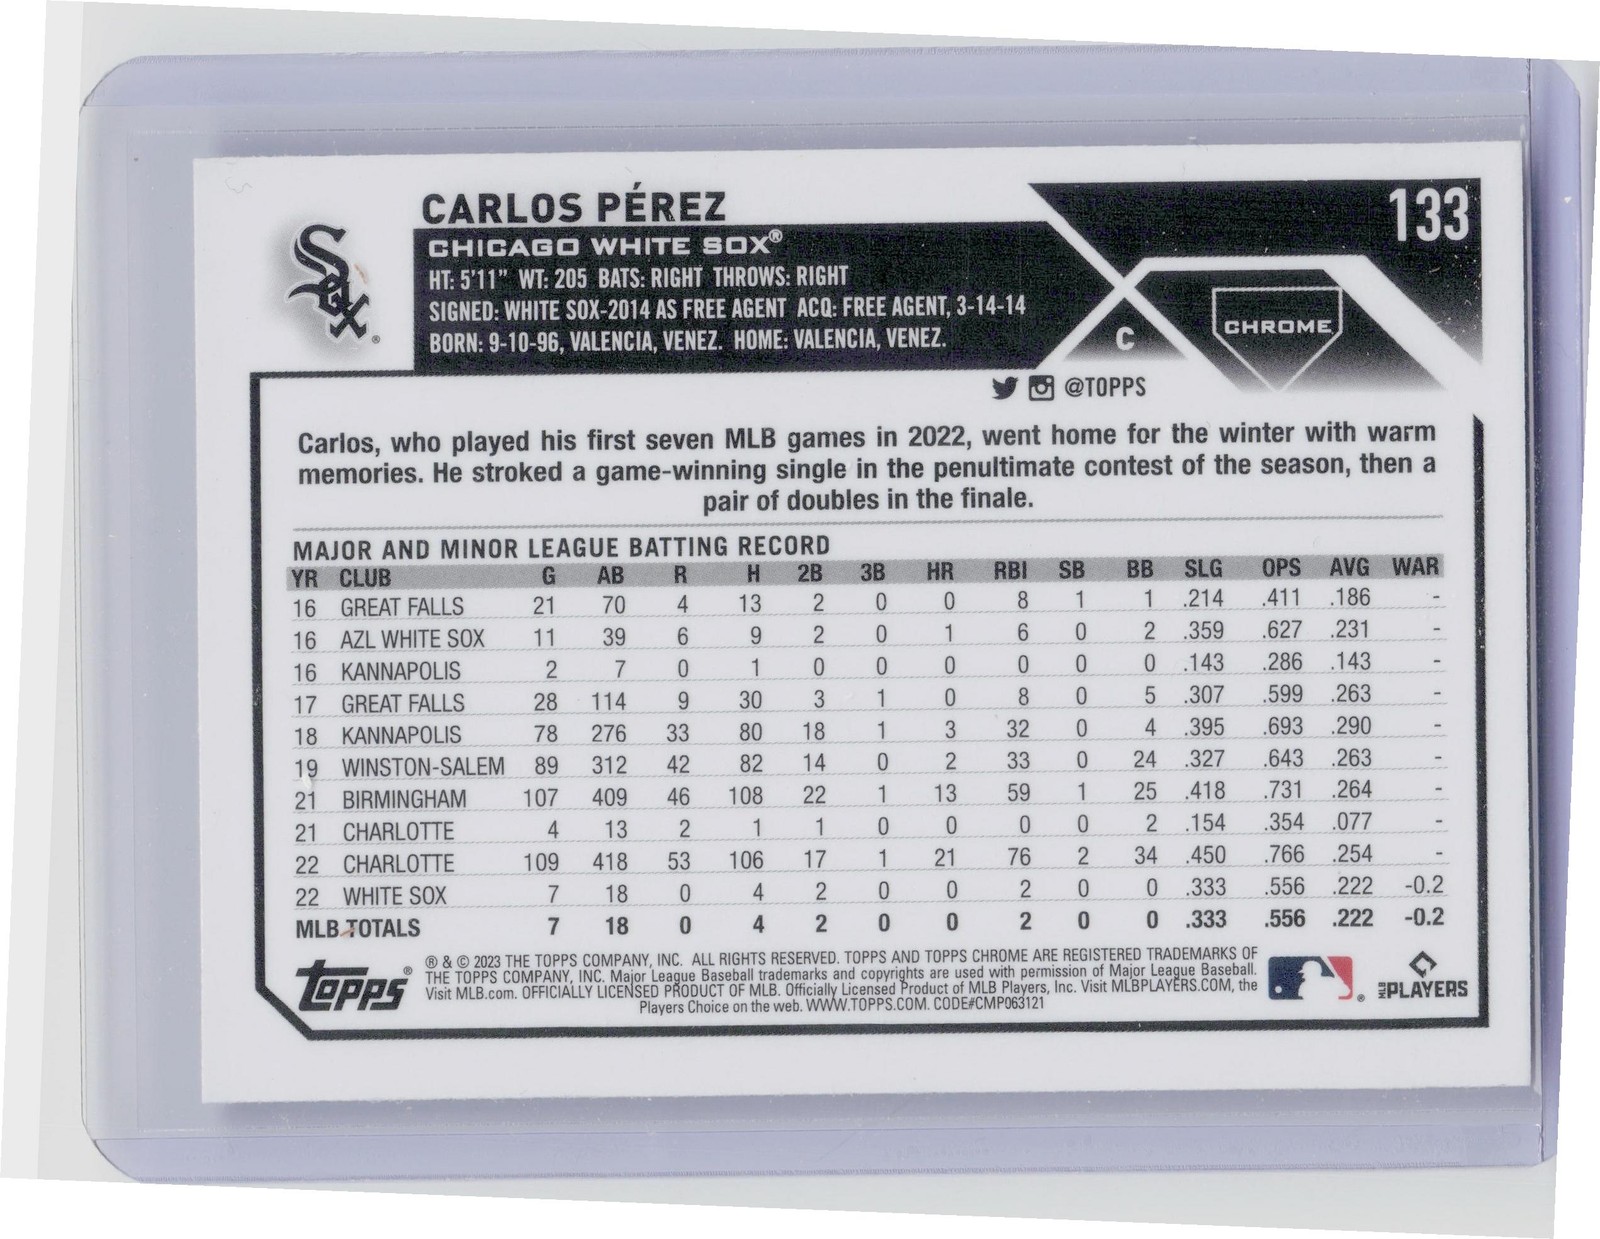 CARLOS PÉREZ
133
CHICAGO WHITE SOX®
HT: 5'11" WT: 205 BATS: RIGHT THROWS: RIGHT
SIGNED: WHITE SOX-2014 AS FREE AGENT ACQ: FREE AGENT, 3-14-14
BORN: 9-10-96, VALENCIA, VENEZ. HOME: VALENCIA, VENEZ.
C
CHROME
SOX®
@TOPPS
Carlos, who played his first seven MLB games in 2022, went home for the winter with warm
memories. He stroked a game-winning single in the penultimate contest of the season, then a
pair of doubles in the finale.
MAJOR AND MINOR LEAGUE BATTING RECORD
YR CLUB G AB R H 2B 3B HR RBI SB BB SLG OPS AVG WAR
16 GREAT FALLS 21 70 4 13 2 0 0 8 1 1 .214 .411 .186 -
16 AZL WHITE SOX 11 39 6 9 2 0 1 6 0 2 .359 .627 .231 -
16 KANNAPOLIS 2 7 0 1 0 0 0 0 0 0 .143 .286 .143 -
17 GREAT FALLS 28 114 9 30 3 1 0 8 0 5 .307 .599 .263 -
18 KANNAPOLIS 78 276 33 80 18 1 3 32 0 4 .395 .693 .290 -
19 WINSTON-SALEM 89 312 42 82 14 0 2 33 0 24 .327 .643 .263 -
21 BIRMINGHAM 107 409 46 108 22 1 13 59 1 25 .418 .731 .264 -
21 CHARLOTTE 4 13 2 1 1 0 0 0 0 2 .154 .354 .077 -
22 CHARLOTTE 109 418 53 106 17 1 21 76 2 34 .450 .766 .254 -
22 WHITE SOX 7 18 0 4 2 0 0 2 0 0 .333 .556 .222 -0.2
MLB TOTALS 7 18 0 4 2 0 0 2 0 0 .333 .556 .222 -0.2
Topps®
® & © 2023 THE TOPPS COMPANY, INC. ALL RIGHTS RESERVED. TOPPS AND TOPPS CHROME ARE REGISTERED TRADEMARKS OF
THE TOPPS COMPANY, INC. Major League Baseball trademarks and copyrights are used with permission of Major League Baseball.
Visit MLB.com. OFFICIALLY LICENSED PRODUCT OF MLB. Officially Licensed Product of MLB Players, Inc. Visit MLBPLAYERS.COM, the
Players Choice on the web. WWW.TOPPS.COM. CODE#CMP063121
MLB PLAYERS